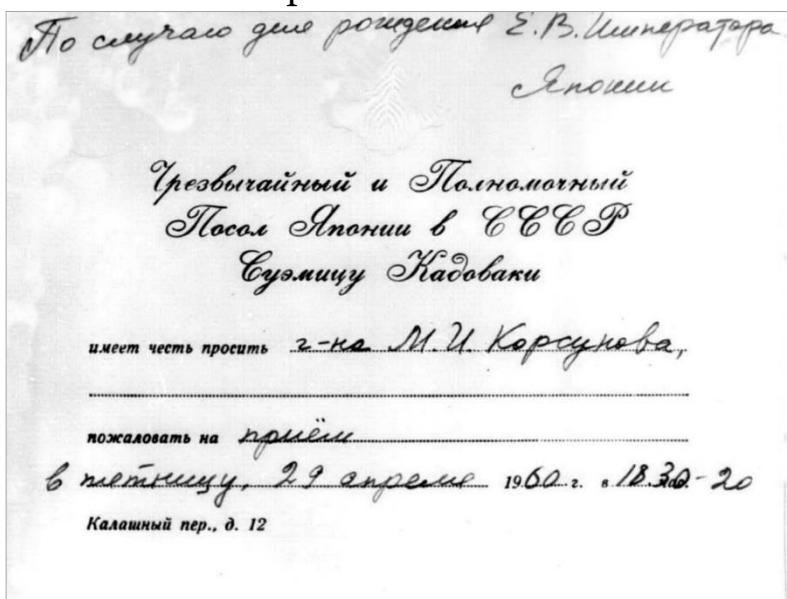 По случаю дня рождения Е.В. Императора
Японии
Чрезвычайный и Полномочный
Посол Японии в СССР
Суэмицу Кадоваки
имеет честь просить г-на М.И. Корсунова,
пожаловать на приём
в пятницу, 29 апреля 1960 г. в 18.30-20
Калашный пер., д. 12